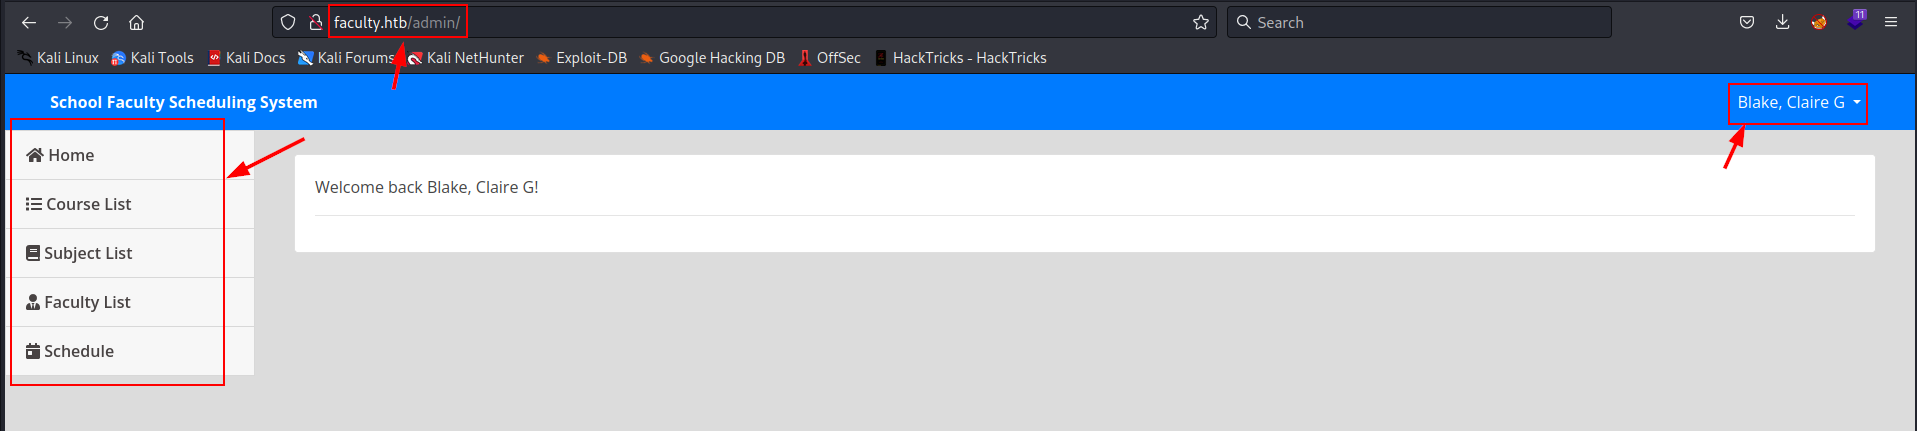 faculty.htb/admin/
Search
11
Kali Linux Kali Tools Kali Docs Kali Forums Kali NetHunter Exploit-DB Google Hacking DB OffSec HackTricks - HackTricks
School Faculty Scheduling System
Blake, Claire G
Home
Course List
Subject List
Faculty List
Schedule
Welcome back Blake, Claire G!